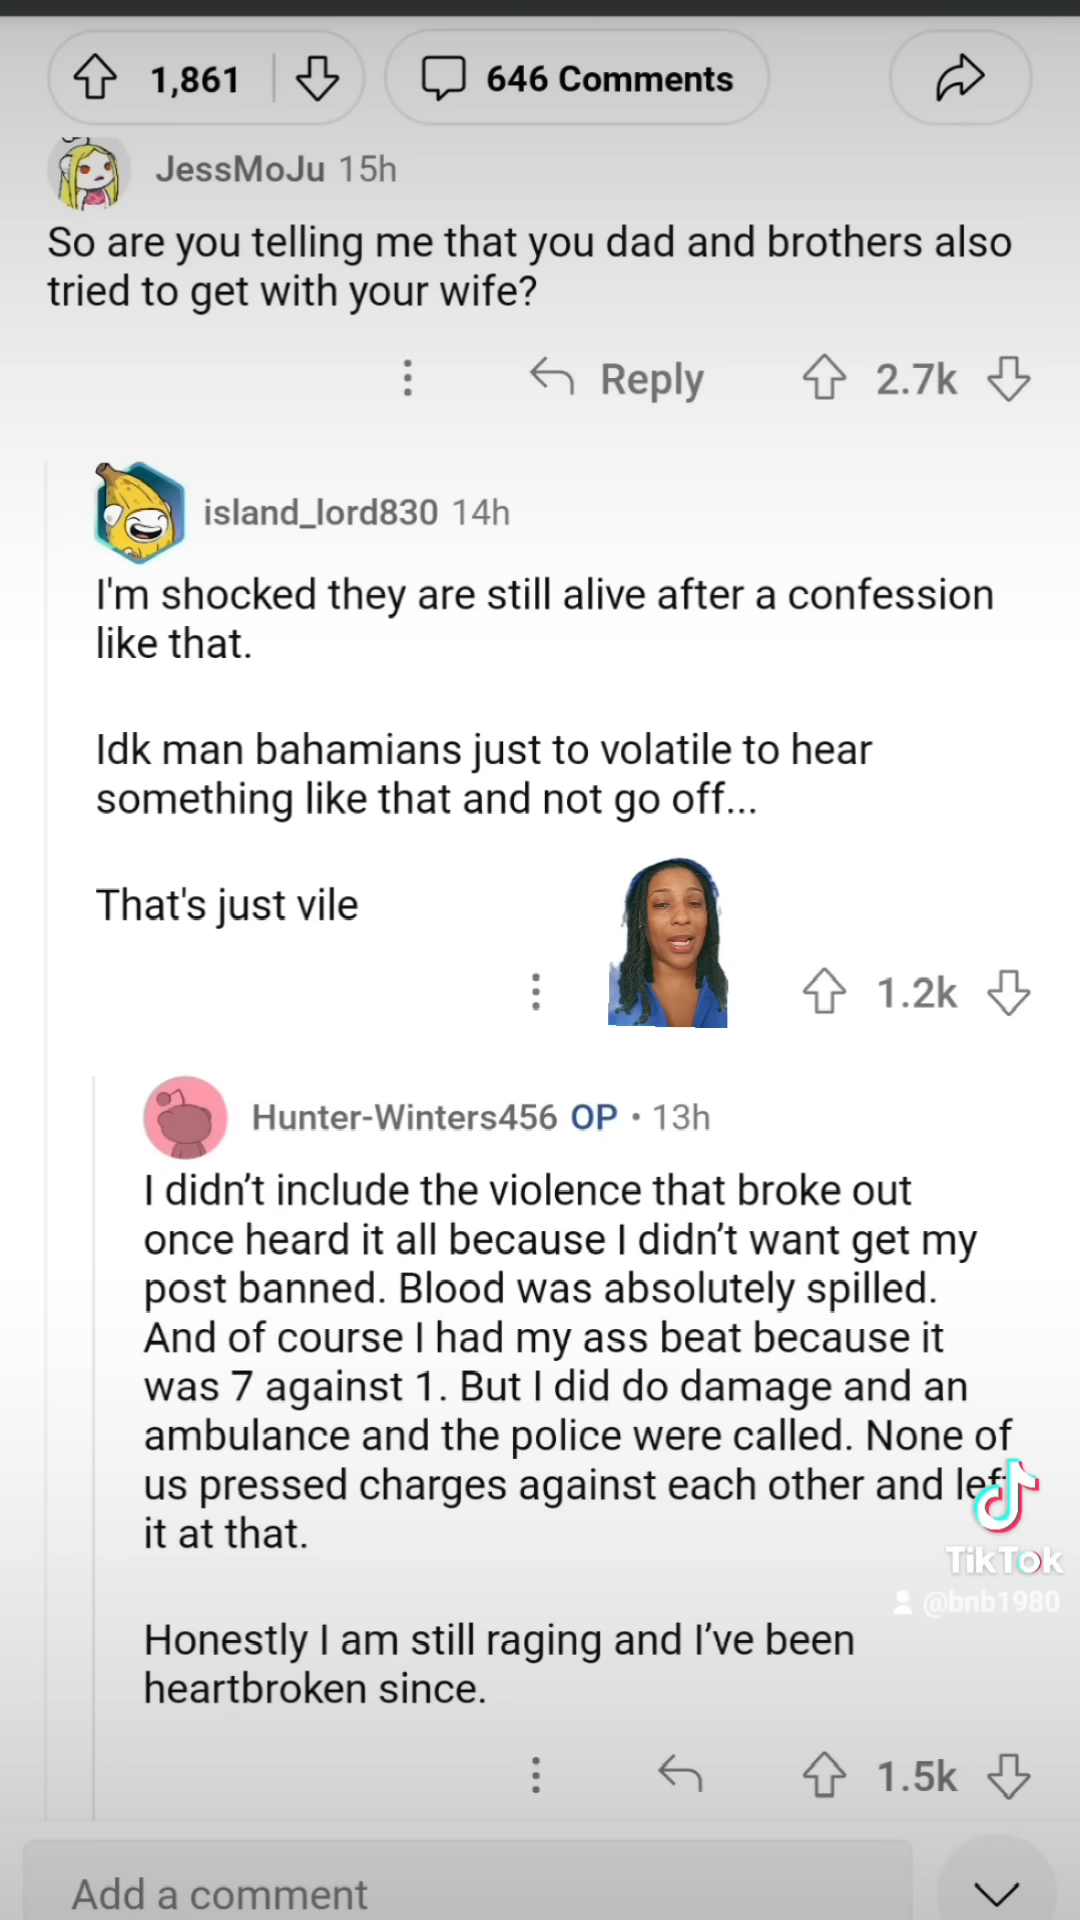 1,861
646 Comments
JessMoJu 15h
So are you telling me that you dad and brothers also
tried to get with your wife?
Reply
2.7k
island_lord830 14h
I'm shocked they are still alive after a confession
like that.
Idk man bahamians just to volatile to hear
something like that and not go off...
That's just vile
1.2k
Hunter-Winters456 OP • 13h
I didn’t include the violence that broke out
once heard it all because I didn’t want get my
post banned. Blood was absolutely spilled.
And of course I had my ass beat because it
was 7 against 1. But I did do damage and an
ambulance and the police were called. None of
us pressed charges against each other and left
it at that.
TikTok
@bnb1980
Honestly I am still raging and I’ve been
heartbroken since.
1.5k
Add a comment